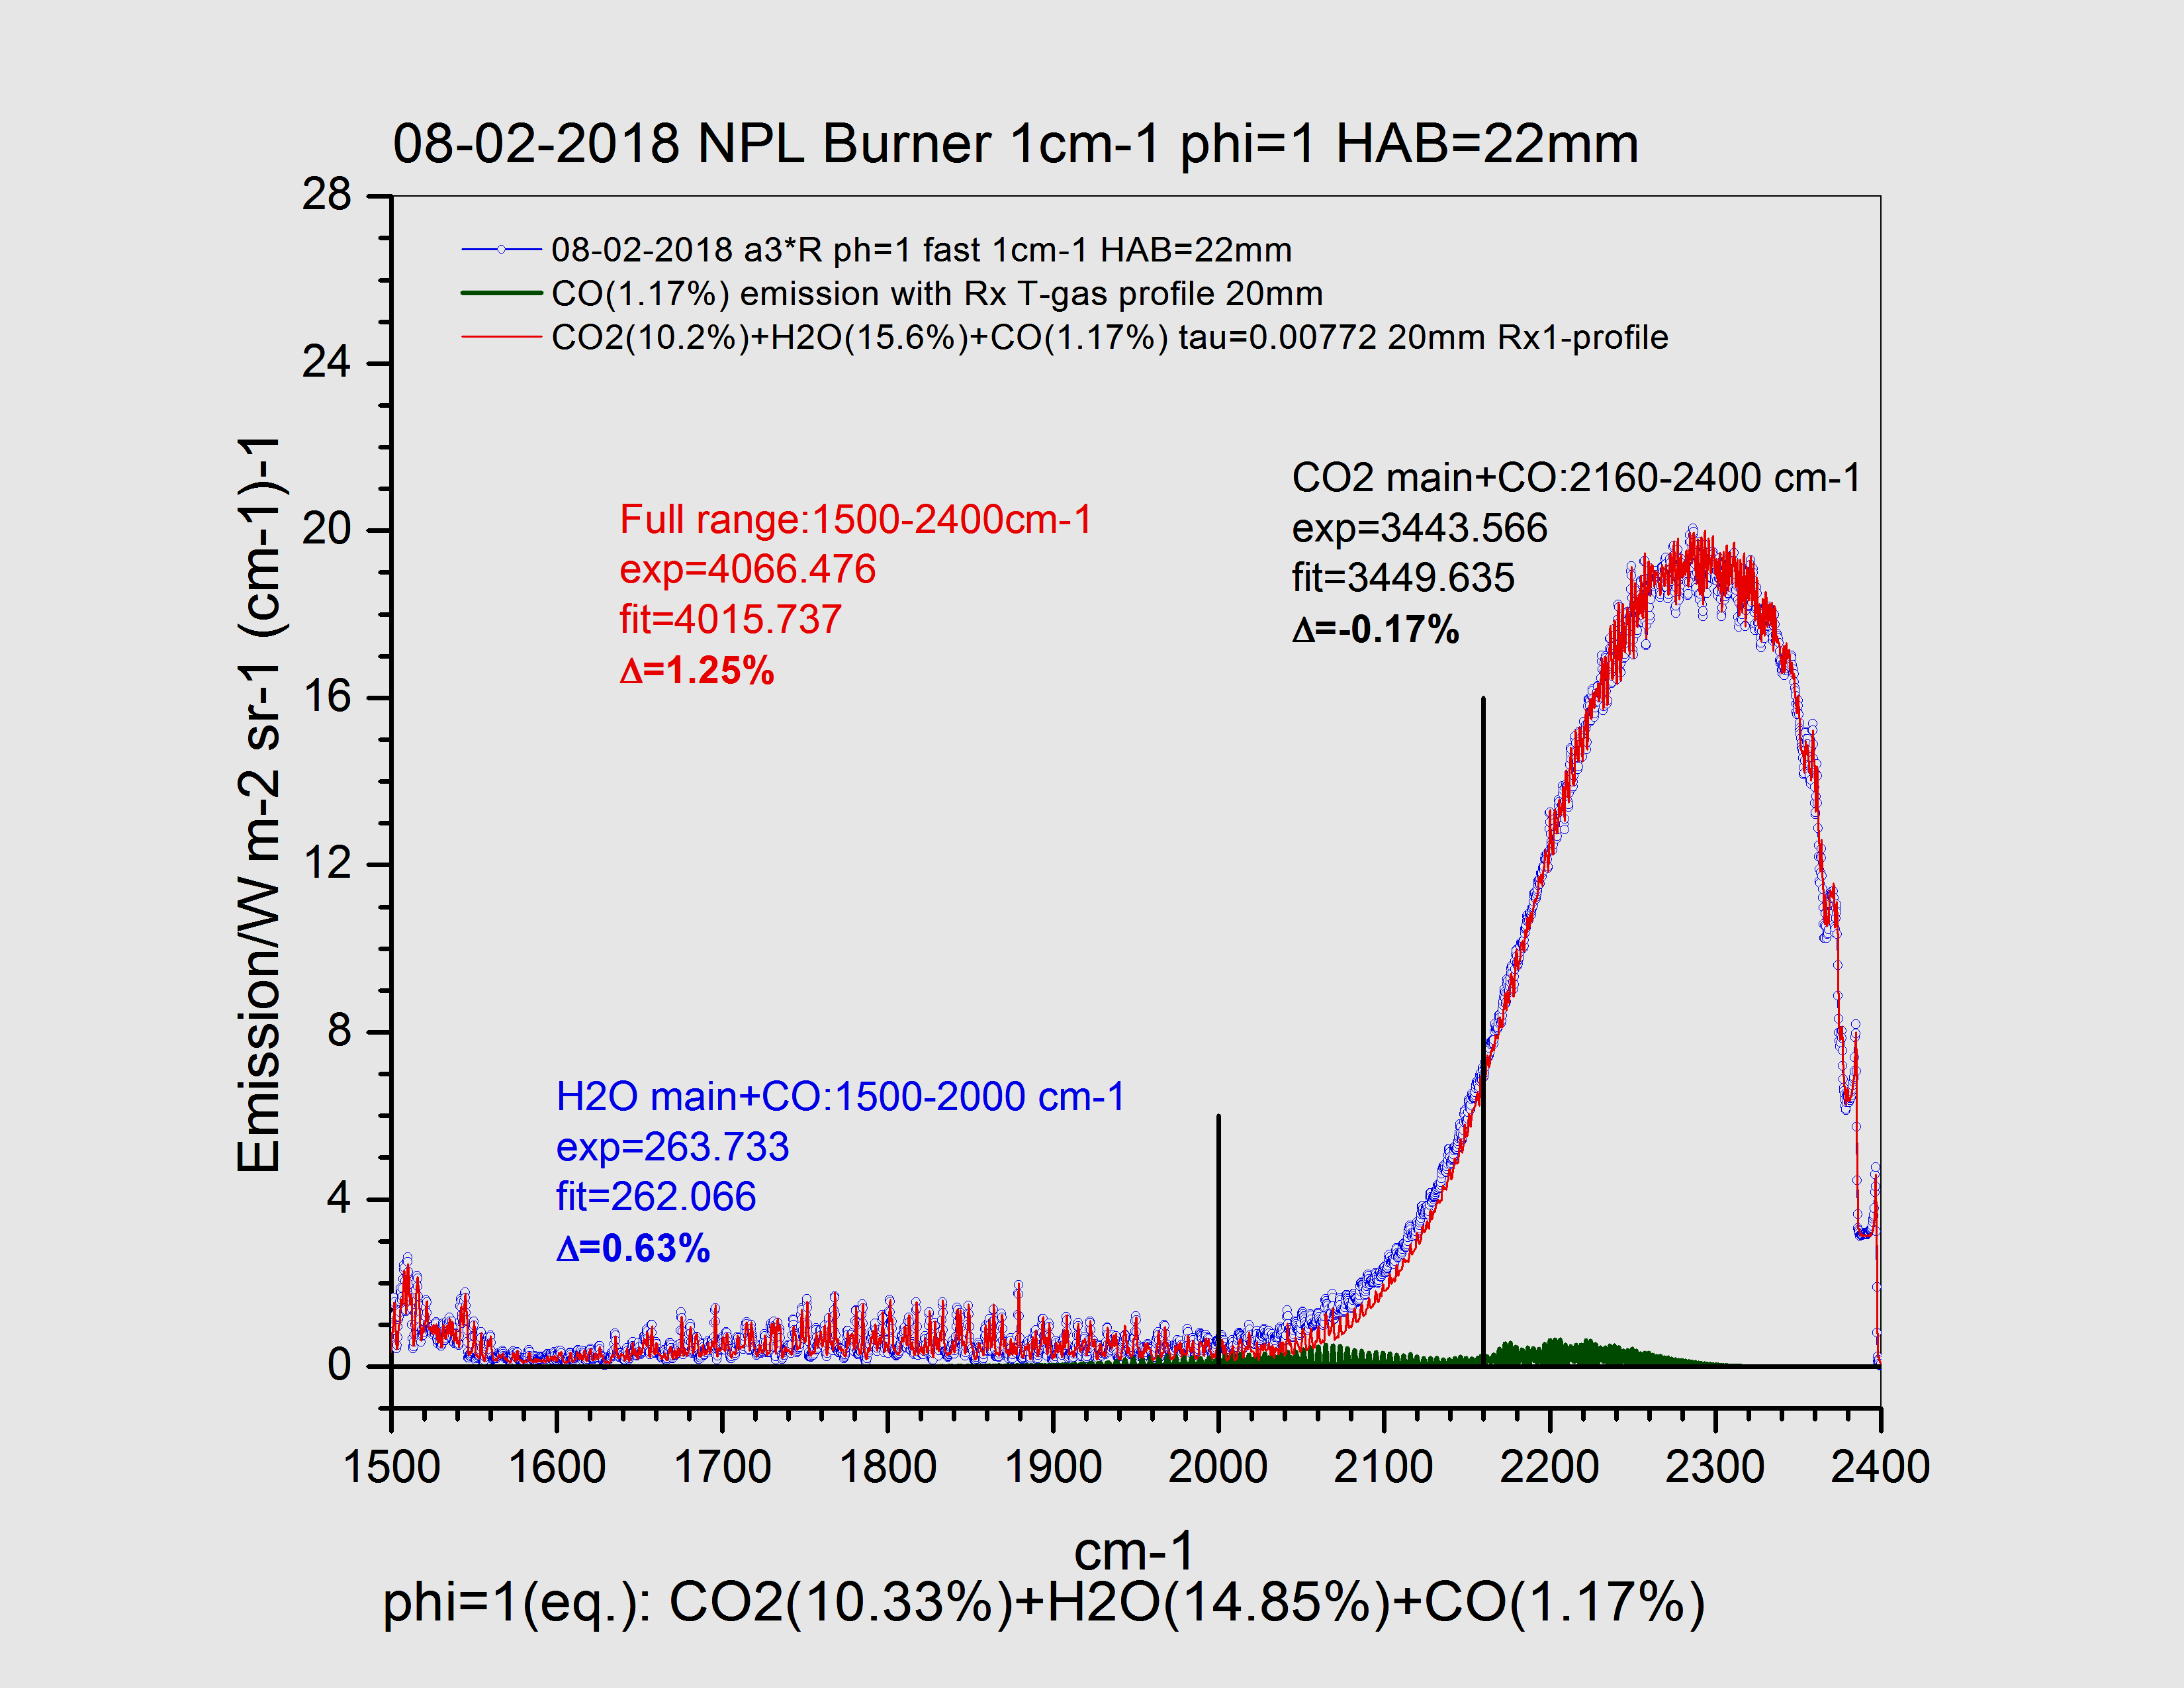 08-02-2018 NPL Burner 1cm-1 phi=1 HAB=22mm
28
24
20
16
12
8
4
0
Emission/W m-2 sr-1 (cm-1)-1
08-02-2018 a3*R ph=1 fast 1cm-1 HAB=22mm
CO(1.17%) emission with Rx T-gas profile 20mm
CO2(10.2%)+H2O(15.6%)+CO(1.17%) tau=0.00772 20mm Rx1-profile
CO2 main+CO:2160-2400 cm-1
exp=3443.566
fit=3449.635
Δ=-0.17%
Full range:1500-2400cm-1
exp=4066.476
fit=4015.737
Δ=1.25%
H2O main+CO:1500-2000 cm-1
exp=263.733
fit=262.066
Δ=0.63%
1500 1600 1700 1800 1900 2000 2100 2200 2300 2400
cm-1
phi=1(eq.): CO2(10.33%)+H2O(14.85%)+CO(1.17%)